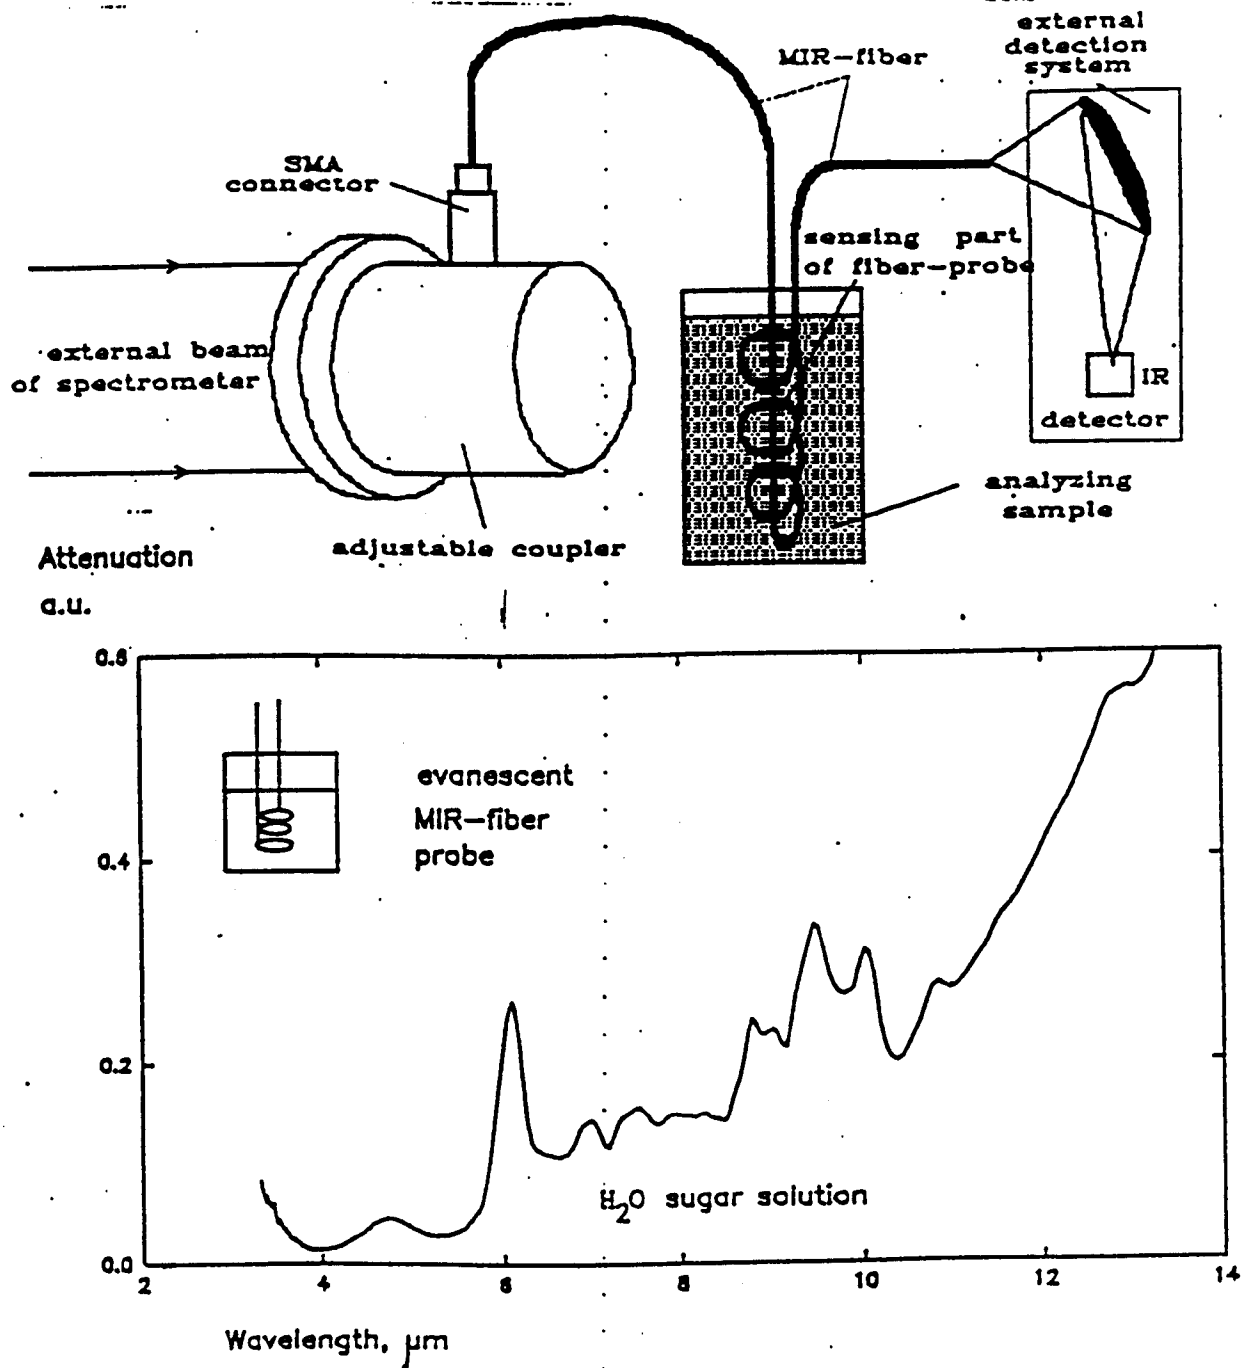 external
detection
system
MIR-fiber
SMA
connector
sensing part
of fiber-probe
external beam
of spectrometer
IR
detector
analyzing
sample
adjustable coupler
Attenuation
a.u.
0.6
evanescent
MIR-fiber
probe
0.4
0.2
H2O sugar solution
0.0
2 4 6 8 10 12 14
Wavelength, μm